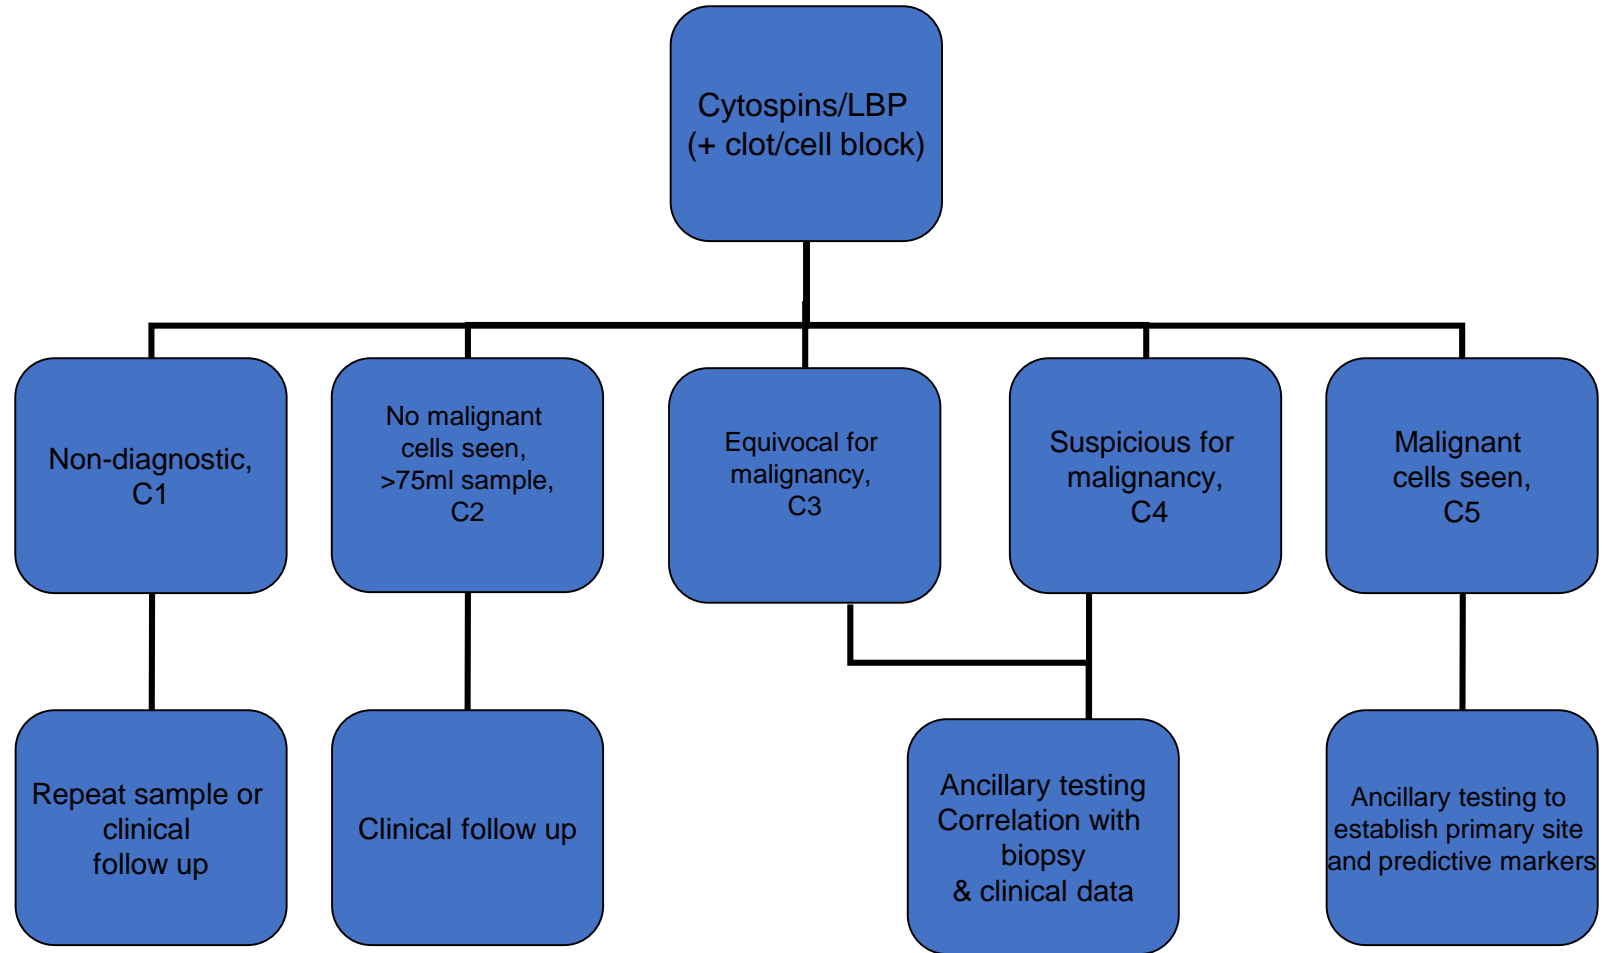 Cytospins/LBP
(+ clot/cell block)
Non-diagnostic,
C1
No malignant
cells seen,
>75ml sample,
C2
Equivocal for
malignancy,
C3
Suspicious for
malignancy,
C4
Malignant
cells seen,
C5
Repeat sample or
clinical
follow up
Clinical follow up
Ancillary testing
Correlation with
biopsy
& clinical data
Ancillary testing to
establish primary site
and predictive markers